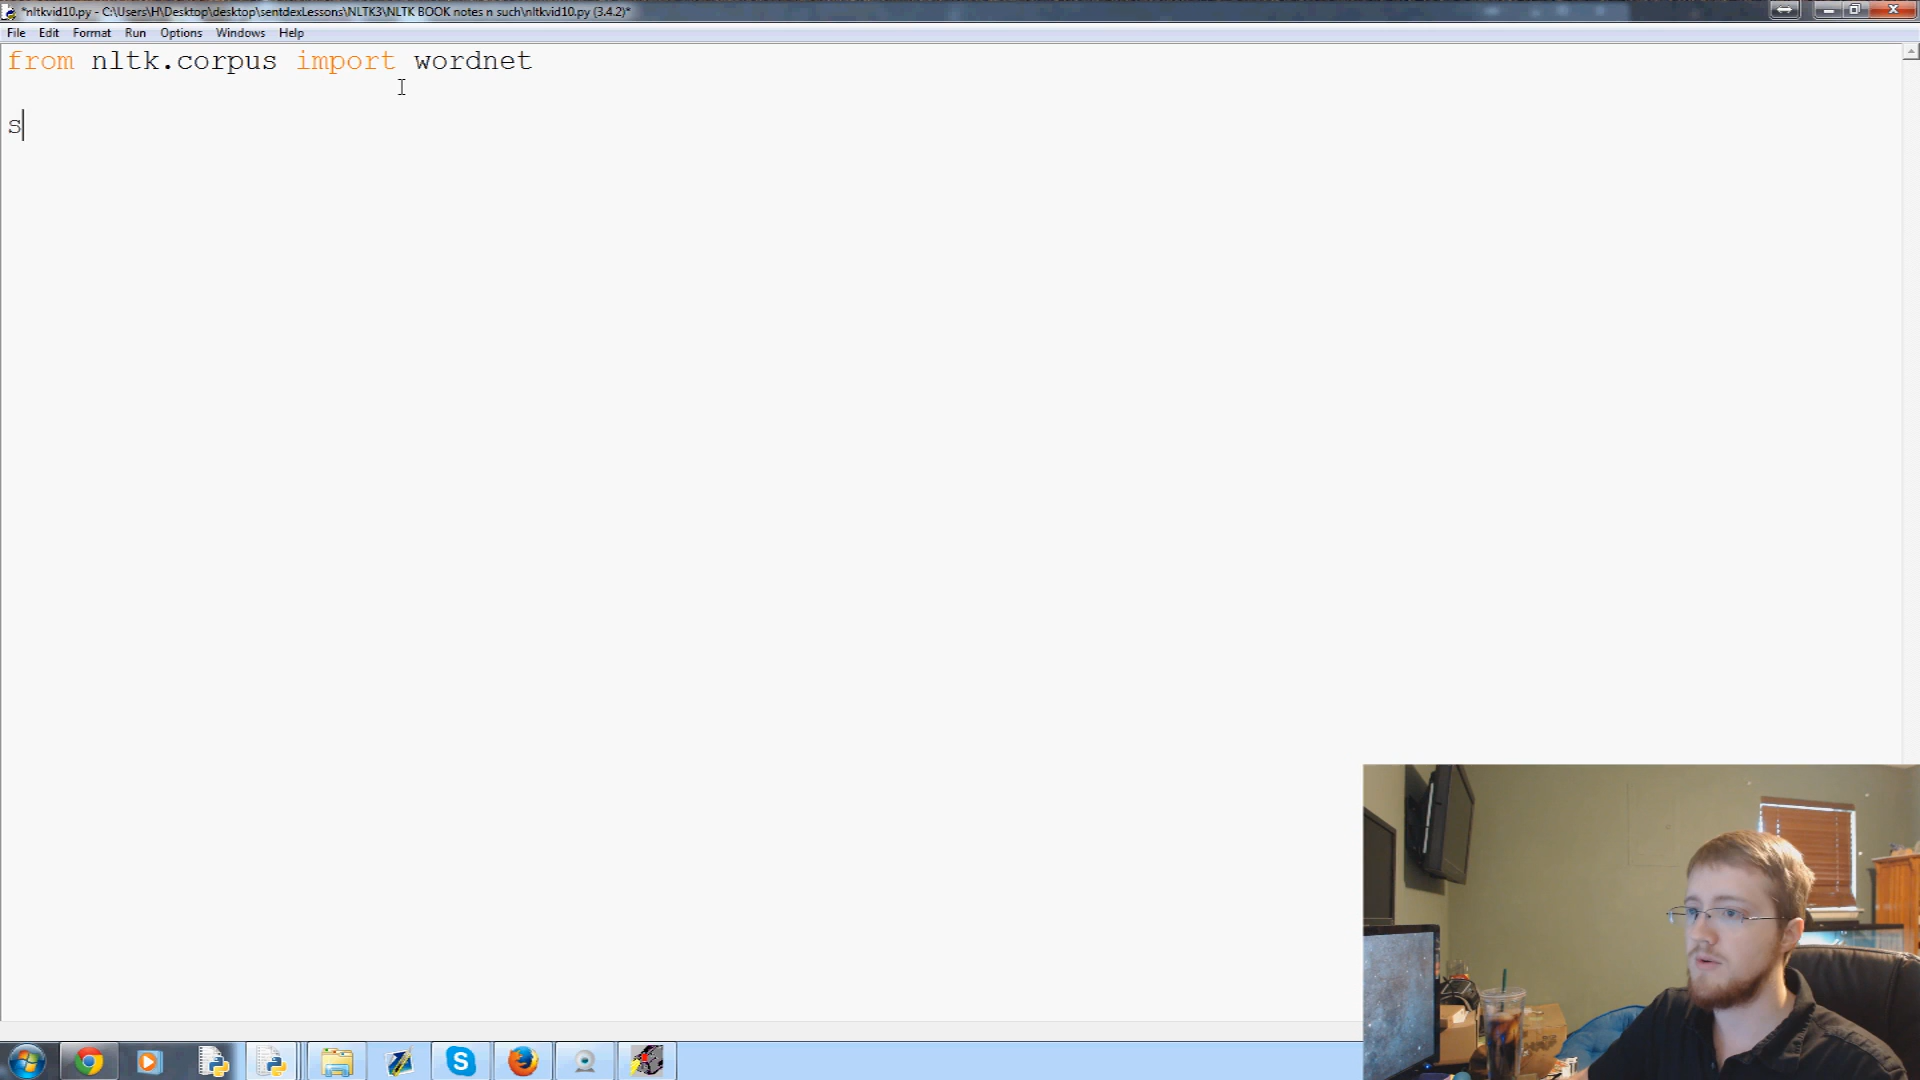 *nltkvid10.py - C:\Users\H\Desktop\desktop\sentdexLessons\NLTK3\NLTK BOOK notes n such\nltkvid10.py (3.4.2)*
File Edit Format Run Options Windows Help
from nltk.corpus import wordnet
s